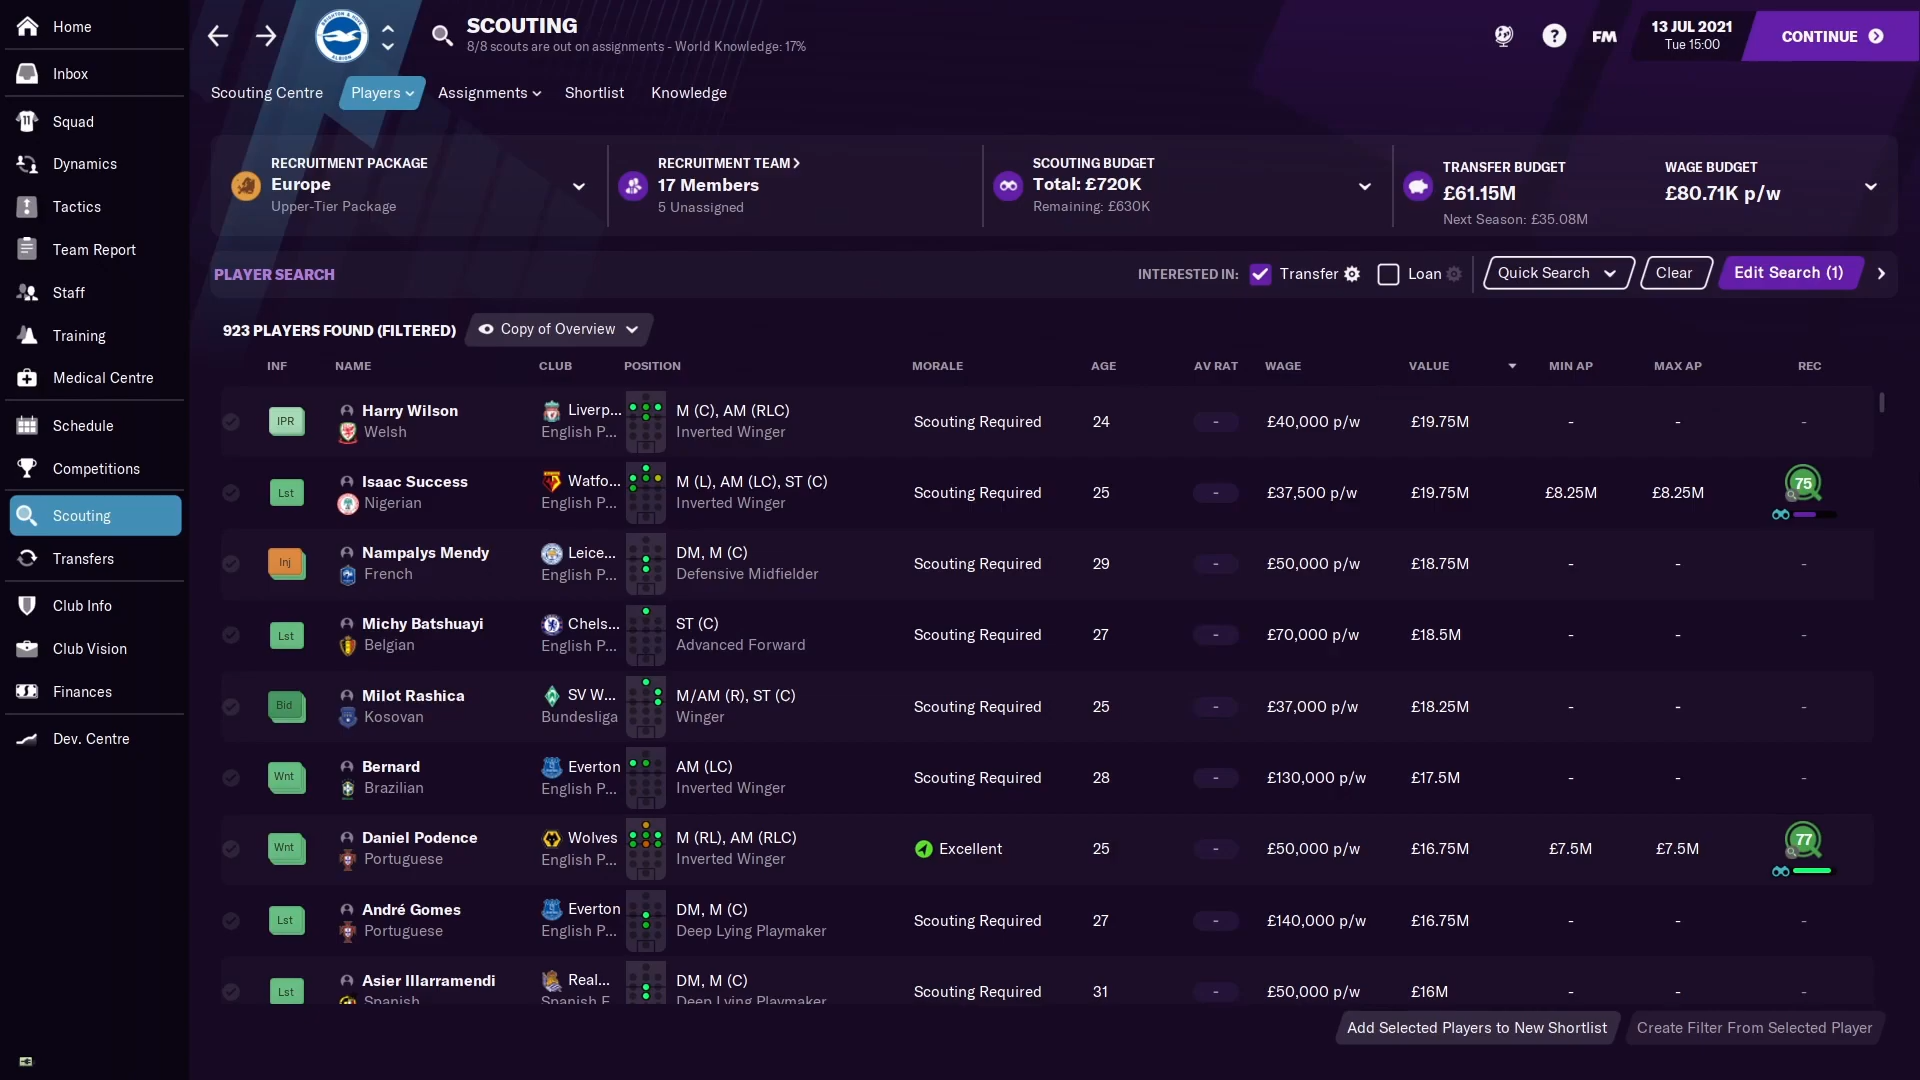 Home
Inbox
Squad
Dynamics
Tactics
Team Report
Staff
Training
Medical Centre
Schedule
Competitions
Scouting
Transfers
Club Info
Club Vision
Finances
Dev. Centre
SCOUTING
8/8 scouts are out on assignments - World Knowledge: 17%
FM
13 JUL 2021
Tue 15:00
CONTINUE
Scouting Centre Players Assignments Shortlist Knowledge
RECRUITMENT PACKAGE
Europe
Upper-Tier Package
RECRUITMENT TEAM
17 Members
5 Unassigned
SCOUTING BUDGET
Total: £720K
Remaining: £630K
TRANSFER BUDGET
£61.15M
Next Season: £35.08M
WAGE BUDGET
£80.71K p/w
PLAYER SEARCH
INTERESTED IN: Transfer Loan Quick Search Clear Edit Search (1)
923 PLAYERS FOUND (FILTERED) Copy of Overview
INF NAME CLUB POSITION MORALE AGE AV RAT WAGE VALUE MIN AP MAX AP REC
IPR Harry Wilson Liverp... M (C), AM (RLC) Scouting Required 24 - £40,000 p/w £19.75M - - -
Welsh English P... Inverted Winger
Lst Isaac Success Watfo... M (L), AM (LC), ST (C) Scouting Required 25 - £37,500 p/w £19.75M £8.25M £8.25M 75
Nigerian English P... Inverted Winger
Inj Nampalys Mendy Leice... DM, M (C) Scouting Required 29 - £50,000 p/w £18.75M - - -
French English P... Defensive Midfielder
Lst Michy Batshuayi Chels... ST (C) Scouting Required 27 - £70,000 p/w £18.5M - - -
Belgian English P... Advanced Forward
Bid Milot Rashica SV W... M/AM (R), ST (C) Scouting Required 25 - £37,000 p/w £18.25M - - -
Kosovan Bundesliga Winger
Wnt Bernard Everton AM (LC) Scouting Required 28 - £130,000 p/w £17.5M - - -
Brazilian English P... Inverted Winger
Wnt Daniel Podence Wolves M (RL), AM (RLC) Excellent 25 - £50,000 p/w £16.75M £7.5M £7.5M 77
Portuguese English P... Inverted Winger
Lst André Gomes Everton DM, M (C) Scouting Required 27 - £140,000 p/w £16.75M - - -
Portuguese English P... Deep Lying Playmaker
Lst Asier Illarramendi Real... DM, M (C) Scouting Required 31 - £50,000 p/w £16M - - -
Spanish Spanish F... Deep Lying Playmaker
Add Selected Players to New Shortlist Create Filter From Selected Player